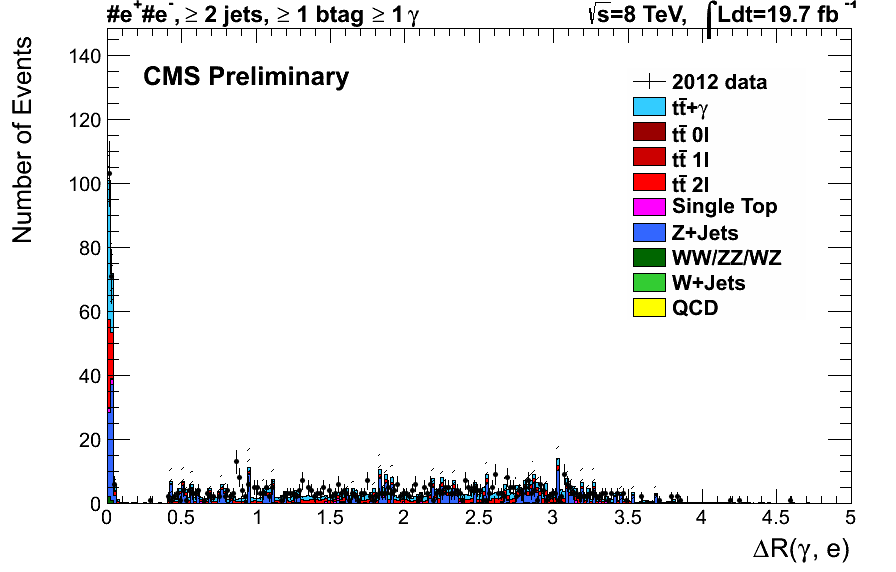 #e⁺#e⁻, ≥ 2 jets, ≥ 1 btag ≥ 1 γ
√s=8 TeV, ∫Ldt=19.7 fb⁻¹
CMS Preliminary
2012 data
tt̄+γ
tt̄ 0l
tt̄ 1l
tt̄ 2l
Single Top
Z+Jets
WW/ZZ/WZ
W+Jets
QCD
Number of Events
140
120
100
80
60
40
20
0
0 0.5 1 1.5 2 2.5 3 3.5 4 4.5 5
ΔR(γ, e)